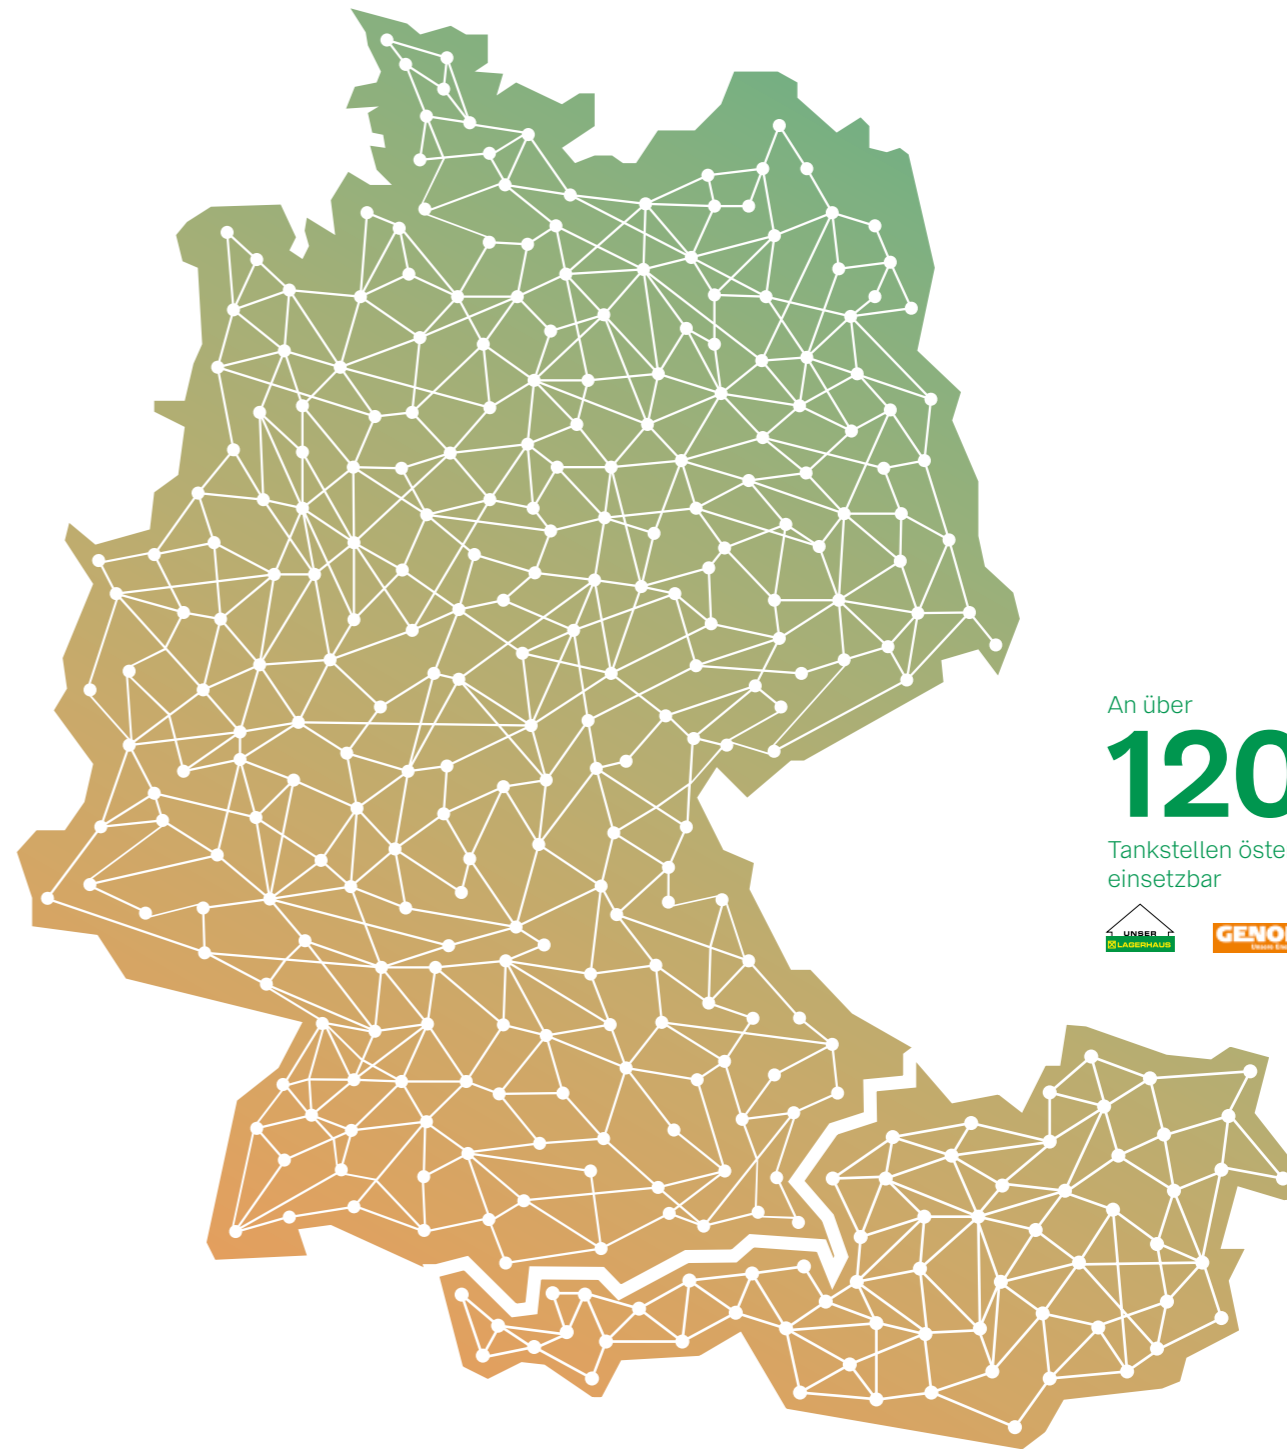 An über
120
Tankstellen öste
einsetzbar
UNSER
LAGERHAUS
GENO